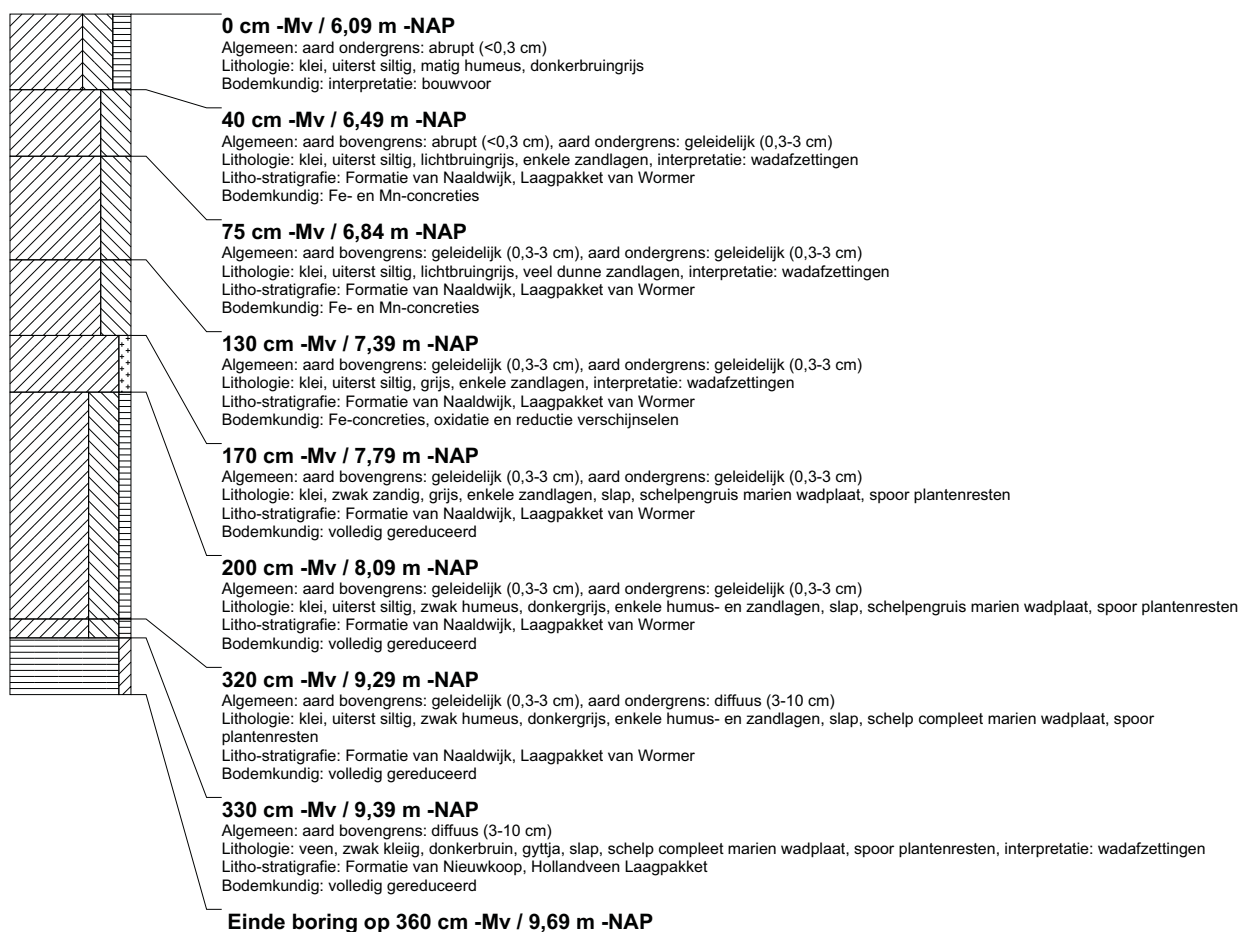 0 cm -Mv / 6,09 m -NAP
Algemeen: aard ondergrens: abrupt (<0,3 cm)
Lithologie: klei, uiterst siltig, matig humeus, donkerbruingrijs
Bodemkundig: interpretatie: bouwvoor
40 cm -Mv / 6,49 m -NAP
Algemeen: aard bovengrens: abrupt (<0,3 cm), aard ondergrens: geleidelijk (0,3-3 cm)
Lithologie: klei, uiterst siltig, lichtbruingrijs, enkele zandlagen, interpretatie: wadafzettingen
Litho-stratigrafie: Formatie van Naaldwijk, Laagpakket van Wormer
Bodemkundig: Fe- en Mn-concreties
75 cm -Mv / 6,84 m -NAP
Algemeen: aard bovengrens: geleidelijk (0,3-3 cm), aard ondergrens: geleidelijk (0,3-3 cm)
Lithologie: klei, uiterst siltig, lichtbruingrijs, veel dunne zandlagen, interpretatie: wadafzettingen
Litho-stratigrafie: Formatie van Naaldwijk, Laagpakket van Wormer
Bodemkundig: Fe- en Mn-concreties
130 cm -Mv / 7,39 m -NAP
Algemeen: aard bovengrens: geleidelijk (0,3-3 cm), aard ondergrens: geleidelijk (0,3-3 cm)
Lithologie: klei, uiterst siltig, grijs, enkele zandlagen, interpretatie: wadafzettingen
Litho-stratigrafie: Formatie van Naaldwijk, Laagpakket van Wormer
Bodemkundig: Fe-concreties, oxidatie en reductie verschijnselen
170 cm -Mv / 7,79 m -NAP
Algemeen: aard bovengrens: geleidelijk (0,3-3 cm), aard ondergrens: geleidelijk (0,3-3 cm)
Lithologie: klei, zwak zandig, grijs, enkele zandlagen, slap, schelpengruis marien wadplaat, spoor plantenresten
Litho-stratigrafie: Formatie van Naaldwijk, Laagpakket van Wormer
Bodemkundig: volledig gereduceerd
200 cm -Mv / 8,09 m -NAP
Algemeen: aard bovengrens: geleidelijk (0,3-3 cm), aard ondergrens: geleidelijk (0,3-3 cm)
Lithologie: klei, uiterst siltig, zwak humeus, donkergrijs, enkele humus- en zandlagen, slap, schelpengruis marien wadplaat, spoor plantenresten
Litho-stratigrafie: Formatie van Naaldwijk, Laagpakket van Wormer
Bodemkundig: volledig gereduceerd
320 cm -Mv / 9,29 m -NAP
Algemeen: aard bovengrens: geleidelijk (0,3-3 cm), aard ondergrens: diffuus (3-10 cm)
Lithologie: klei, uiterst siltig, zwak humeus, donkergrijs, enkele humus- en zandlagen, slap, schelp compleet marien wadplaat, spoor
plantenresten
Litho-stratigrafie: Formatie van Naaldwijk, Laagpakket van Wormer
Bodemkundig: volledig gereduceerd
330 cm -Mv / 9,39 m -NAP
Algemeen: aard bovengrens: diffuus (3-10 cm)
Lithologie: veen, zwak kleiig, donkerbruin, gyttja, slap, schelp compleet marien wadplaat, spoor plantenresten, interpretatie: wadafzettingen
Litho-stratigrafie: Formatie van Nieuwkoop, Hollandveen Laagpakket
Bodemkundig: volledig gereduceerd
Einde boring op 360 cm -Mv / 9,69 m -NAP